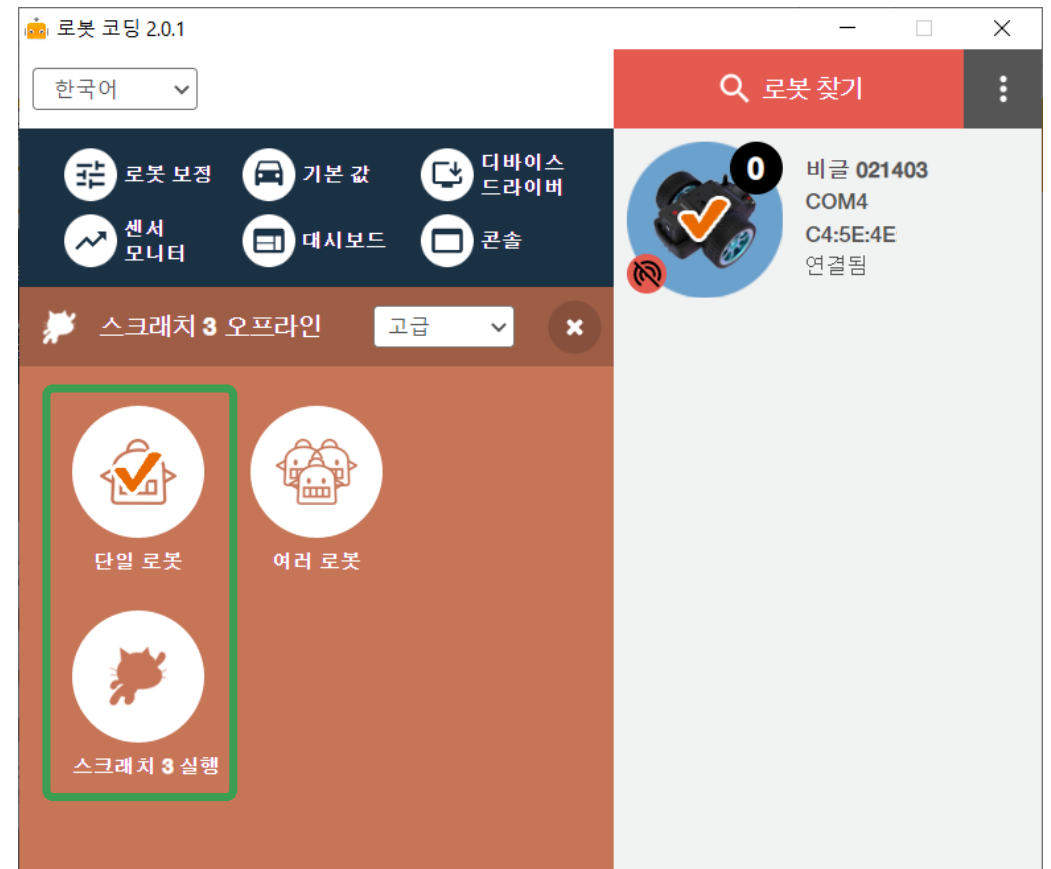 로봇 코딩 2.0.1
한국어
로봇 찾기
로봇 보정
기본 값
디바이스
드라이버
센서
모니터
대시보드
콘솔
스크래치 3 오프라인
고급
단일 로봇
여러 로봇
스크래치 3 실행
0
비글 021403
COM4
C4:5E:4E
연결됨